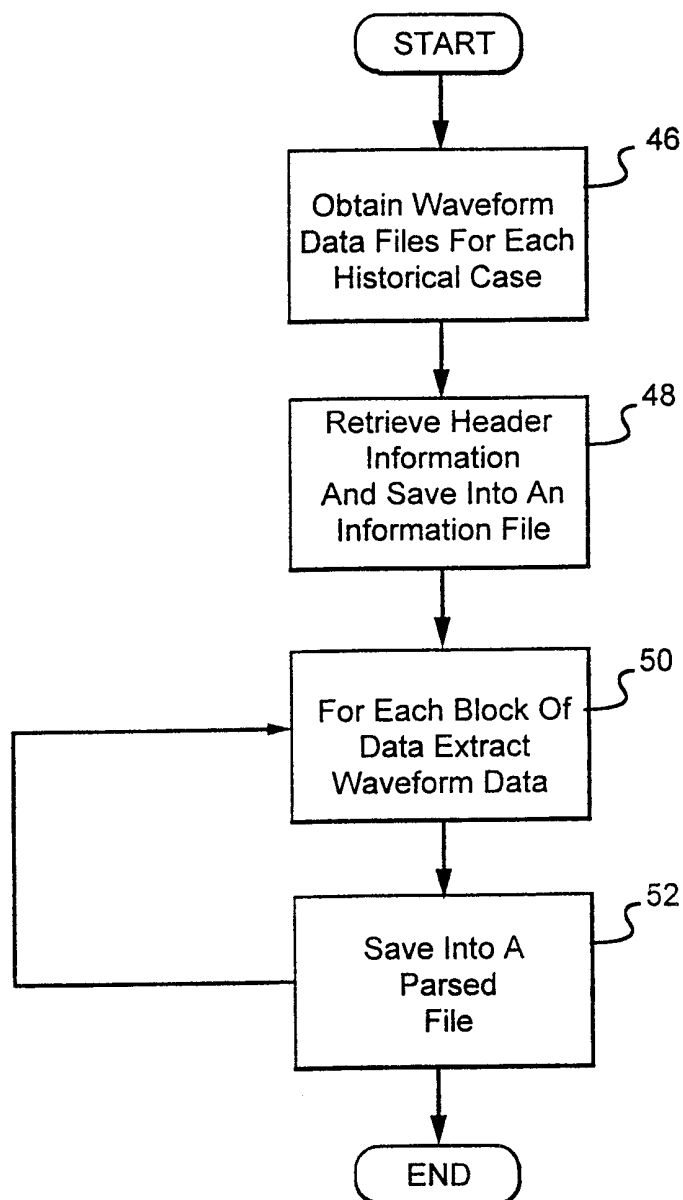 START
46
Obtain Waveform
Data Files For Each
Historical Case
48
Retrieve Header
Information
And Save Into An
Information File
50
For Each Block Of
Data Extract
Waveform Data
52
Save Into A
Parsed
File
END